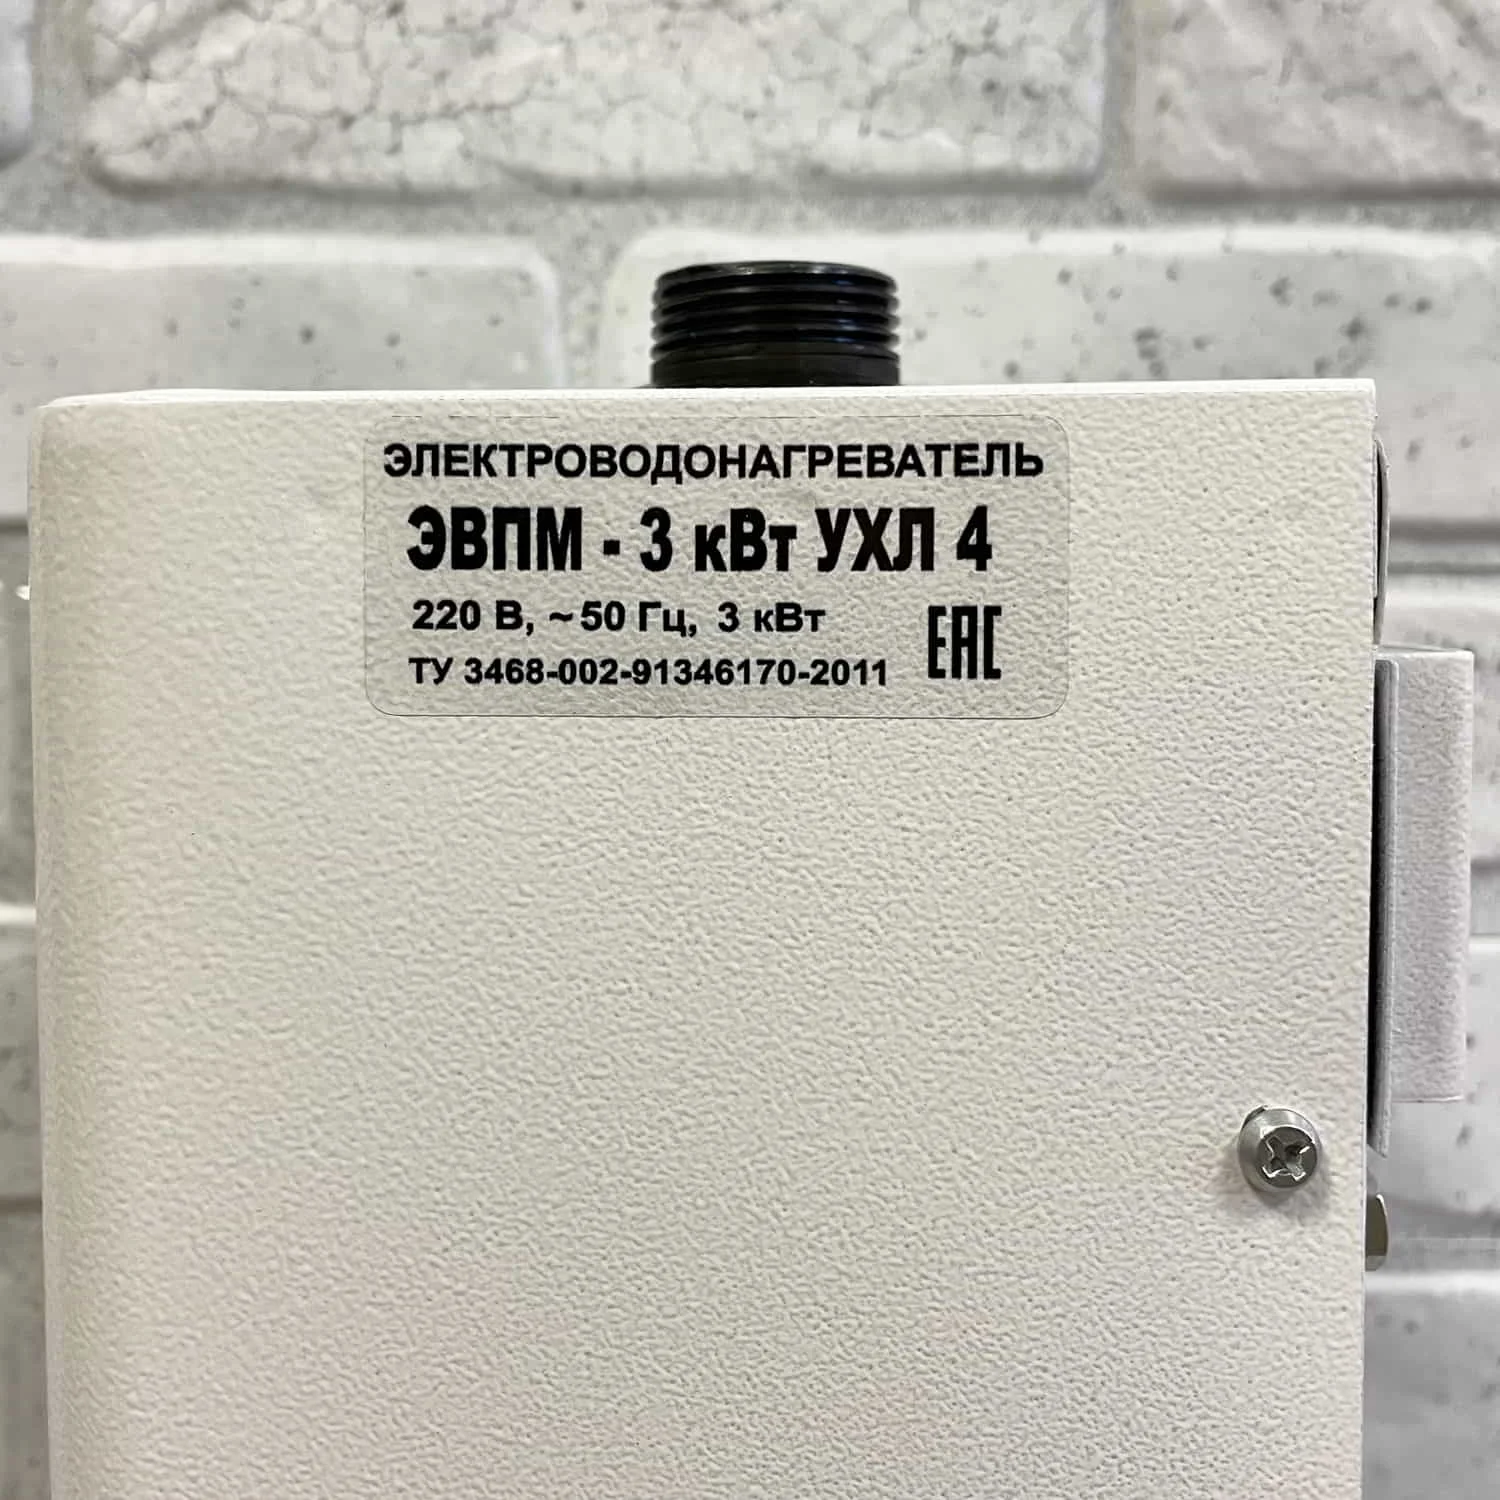 ЭЛЕКТРОВОДОНАГРЕВАТЕЛЬ
ЭВПМ - 3 кВт УХЛ 4
220 В, ~50 Гц, 3 кВт
ТУ 3468-002-91346170-2011
ЕАС